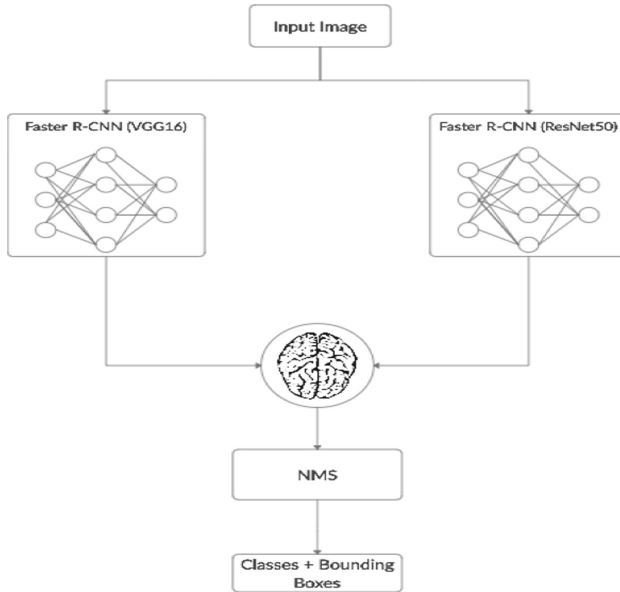 Input Image
Faster R-CNN (VGG16)
Faster R-CNN (ResNet50)
NMS
Classes + Bounding
Boxes